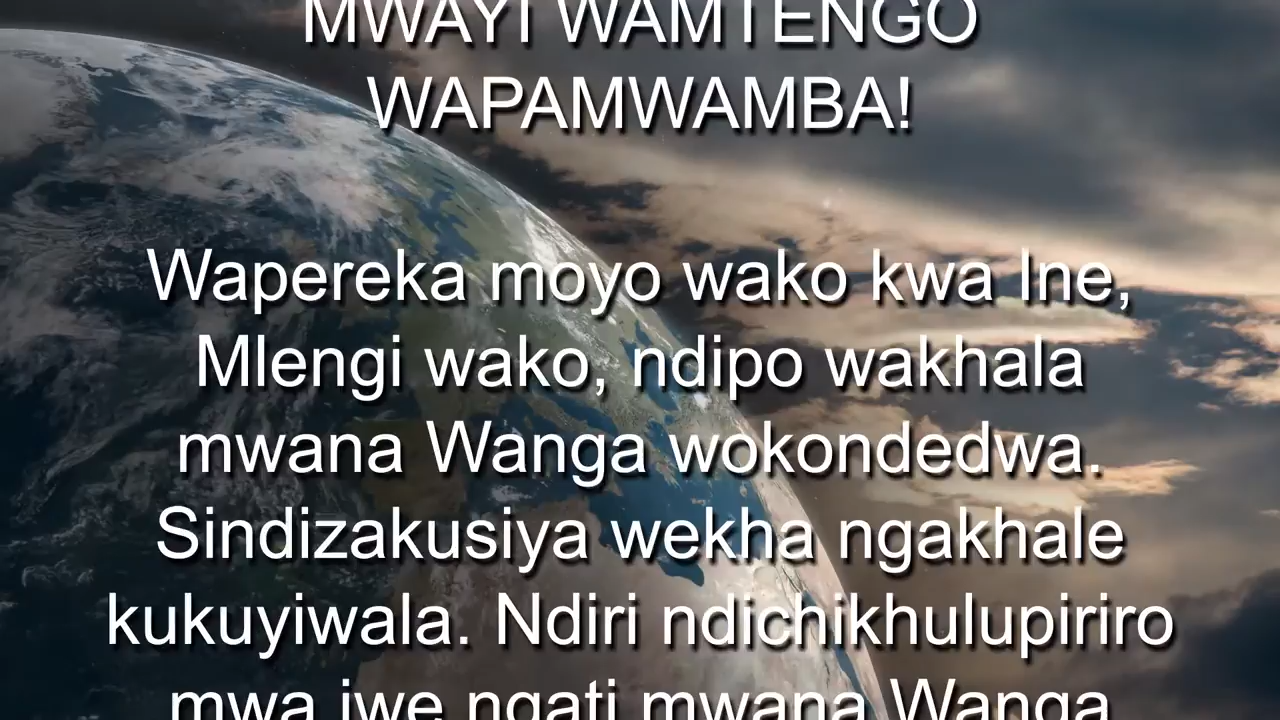 MWAYI WAMTENGO
WAPAMWAMBA!
Wapereka moyo wako kwa Ine,
Mlengi wako, ndipo wakhala
mwana Wanga wokondedwa.
Sindizakusiya wekha ngakhale
kukuyiwala. Ndiri ndichikhulupiriro
mwa iwe ngati mwana Wanga